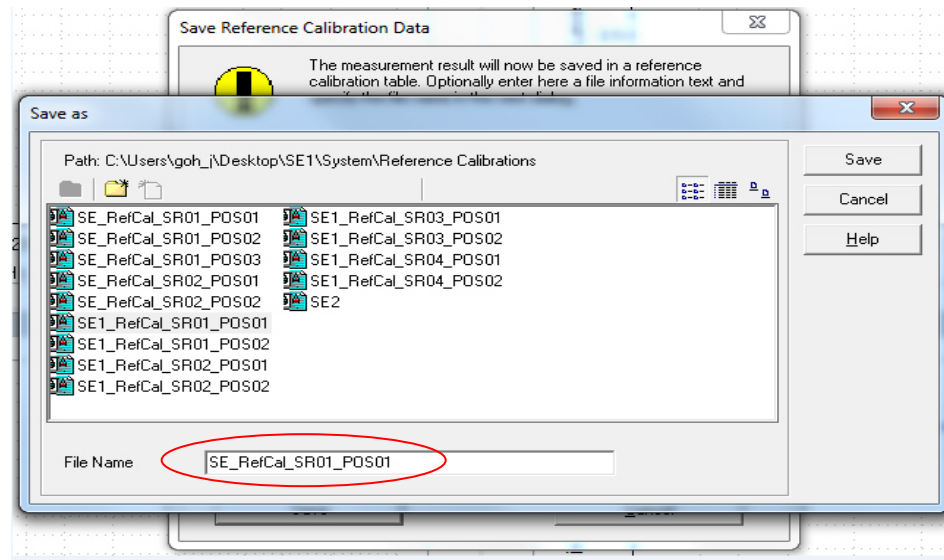 Save Reference Calibration Data
The measurement result will now be saved in a reference
calibration table. Optionally enter here a file information text and
Save as
Path: C:\Users\goh_j\Desktop\SE1\System\Reference Calibrations
Save
Cancel
Help
SE_RefCal_SR01_POS01
SE_RefCal_SR01_POS02
SE_RefCal_SR01_POS03
SE_RefCal_SR02_POS01
SE_RefCal_SR02_POS02
SE1_RefCal_SR01_POS01
SE1_RefCal_SR01_POS02
SE1_RefCal_SR02_POS01
SE1_RefCal_SR02_POS02
SE1_RefCal_SR03_POS01
SE1_RefCal_SR03_POS02
SE1_RefCal_SR04_POS01
SE1_RefCal_SR04_POS02
SE2
File Name SE_RefCal_SR01_POS01